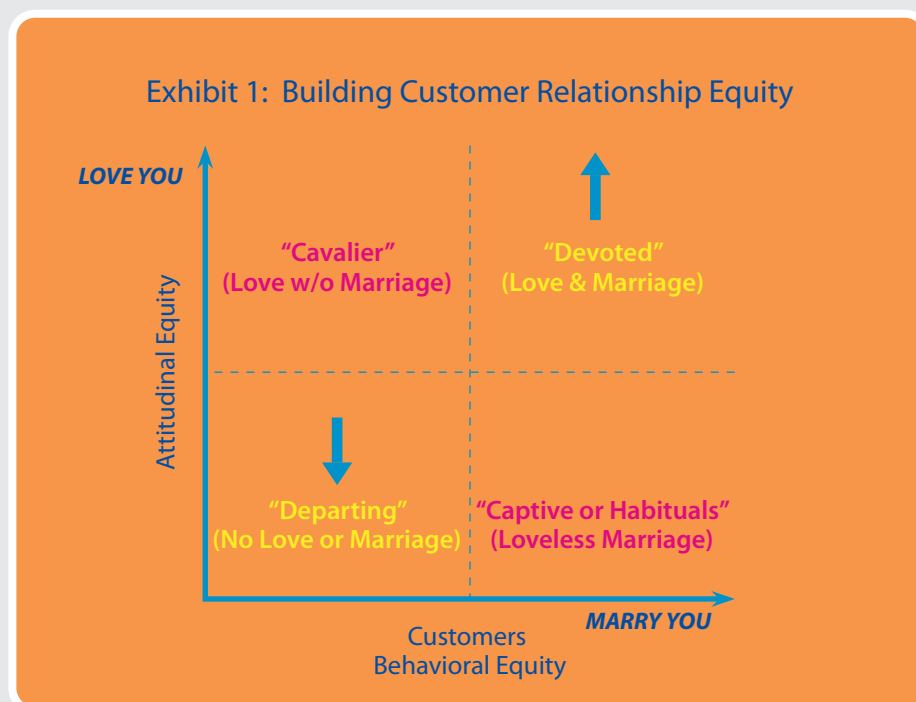 Exhibit 1:  Building Customer Relationship Equity
LOVE YOU
“Cavalier”
(Love w/o Marriage)
“Devoted”
(Love & Marriage)
Attitudinal Equity
“Departing”
(No Love or Marriage)
“Captive or Habituals”
(Loveless Marriage)
MARRY YOU
Customers
Behavioral Equity